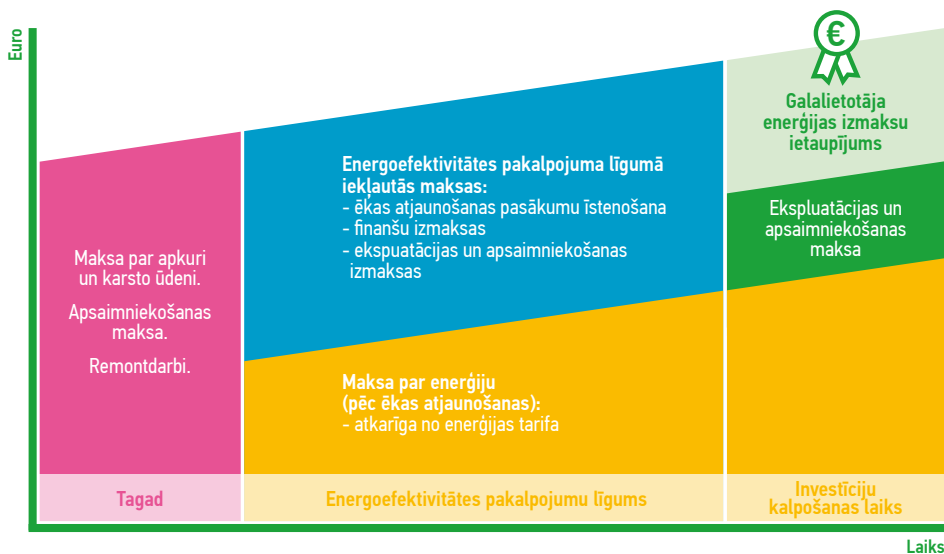 Euro
Maksa par apkuri
un karsto ūdeni.
Apsaimniekošanas
maksa.
Remontdarbi.
Tagad
Energoefektivitātes pakalpojuma līgumā
iekļautās maksas:
- ēkas atjaunošanas pasākumu īstenošana
- finanšu izmaksas
- ekspuatācijas un apsaimniekošanas
izmaksas
Maksa par enerģiju
(pēc ēkas atjaunošanas):
- atkarīga no enerģijas tarifa
Energoefektivitātes pakalpojumu līgums
€
Galalietotāja
enerģijas izmaksu
ietaupījums
Ekspluatācijas un
apsaimniekošanas
maksa
Investīciju
kalpošanas laiks
Laiks